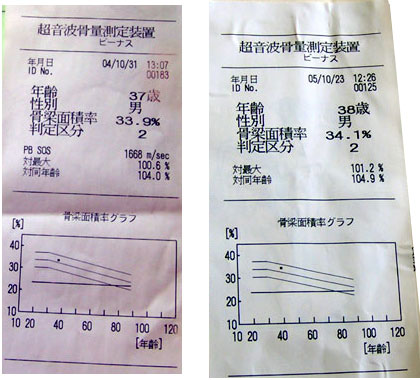 超音波骨量測定装置
ビーナス
年月日 04/10/31 13:07
ID No. 00183
年齢 37歳
性別 男
骨梁面積率 33.9%
判定区分 2
PB SOS 1668 m/sec
対最大 100.6 %
対同年齢 104.0 %
骨梁面積率グラフ
[%]
40
30
20
10
10 20 40 60 80 100 120
[年齢]
超音波骨量測定装置
ビーナス
年月日 05/10/23 12:26
ID No. 00125
年齢 38歳
性別 男
骨梁面積率 34.1%
判定区分 2
対最大 101.2 %
対同年齢 104.9 %
骨梁面積率グラフ
[%]
40
30
20
10
10 20 40 60 80 100 120
[年齢]